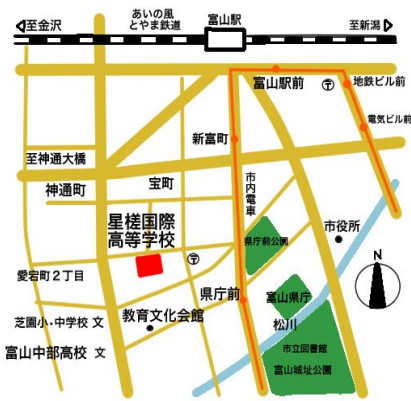 至金沢
あいの風
とやま鉄道
富山駅
至新潟
富山駅前
〒
地鉄ビル前
電気ビル前
新富町
至神通大橋
神通町
宝町
市内電車
星槎国際
高等学校
〒
県庁前公園
市役所
N
愛宕町2丁目
県庁前
富山県庁
芝園小・中学校 文
教育文化会館
松川
市立図書館
富山中部高校 文
富山城址公園